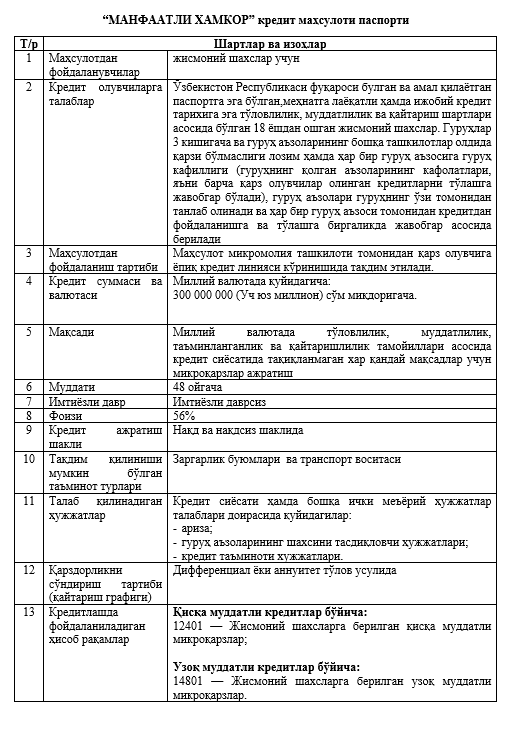 “МАНФААТЛИ ХАМКОР” кредит маҳсулоти паспорти
Т/р Шартлар ва изоҳлар
1 Маҳсулотдан жисмоний шахслар учун
фойдаланувчилар
2 Кредит олувчиларга Ўзбекистон Республикаси фуқароси булган ва амал қилаётган
талаблар паспортга эга бўлган,меҳнатга лаёқатли ҳамда ижобий кредит
тарихига эга тўловлилик, муддатлилик ва қайтариш шартлари
асосида бўлган 18 ёшдан ошган жисмоний шахслар. Гуруҳлар
3 кишигача ва гуруҳ аъзоларининг бошқа ташкилотлар олдида
қарзи бўлмаслиги лозим ҳамда ҳар бир гуруҳ аъзосига гуруҳ
кафиллиги (гуруҳнинг қолган аъзоларининг кафолатлари,
яъни барча қарз олувчилар олинган кредитларни тўлашга
жавобгар бўлади), гуруҳ аъзолари гуруҳнинг ўзи томонидан
танлаб олинади ва ҳар бир гуруҳ аъзоси томонидан кредитдан
фойдаланишга ва тўлашга биргаликда жавобгар асосида
берилади
3 Маҳсулотдан Маҳсулот микромолия ташкилоти томонидан қарз олувчига
фойдаланиш тартиби ёпиқ кредит линияси кўринишида тақдим этилади.
4 Кредит суммаси ва Миллий валютада қуйидагича:
валютаси 300 000 000 (Уч юз миллион) сўм миқдоригача.
5 Мақсади Миллий валютада тўловлилик, муддатлилик,
таъминланганлик ва қайтаришлилик тамойиллари асосида
кредит сиёсатида тақиқланмаган хар қандай мақсадлар учун
микроқарзлар ажратиш
6 Муддати 48 ойгача
7 Имтиёзли давр Имтиёзли даврсиз
8 Фоизи 56%
9 Кредит ажратиш Нақд ва нақдсиз шаклида
шакли
10 Тақдим қилиниши Заргарлик буюмлари ва транспорт воситаси
мумкин бўлган
таъминот турлари
11 Талаб қилинадиган Кредит сиёсати ҳамда бошқа ички меъёрий ҳужжатлар
ҳужжатлар талаблари доирасида қуйидагилар:
- ариза;
- гуруҳ аъзоларининг шахсини тасдиқловчи ҳужжатлари;
- кредит таъминоти ҳужжатлари.
12 Қарздорликни Дифференциал ёки аннуитет тўлов усулида
сўндириш тартиби
(қайтариш графиги)
13 Кредитлашда Қисқа муддатли кредитлар бўйича:
фойдаланиладиган 12401 — Жисмоний шахсларга берилган қисқа муддатли
ҳисоб рақамлар микроқарзлар;
Узоқ муддатли кредитлар бўйича:
14801 — Жисмоний шахсларга берилган узоқ муддатли
микроқарзлар.